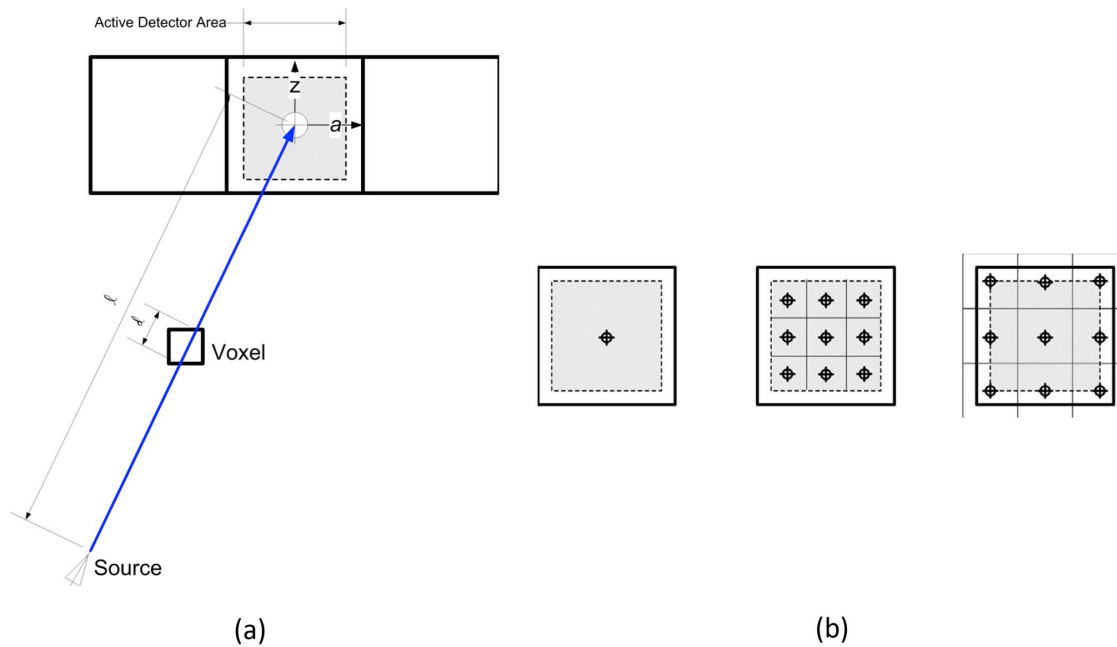 Active Detector Area
z
a
ℓ
d
Voxel
Source
(a)
(b)